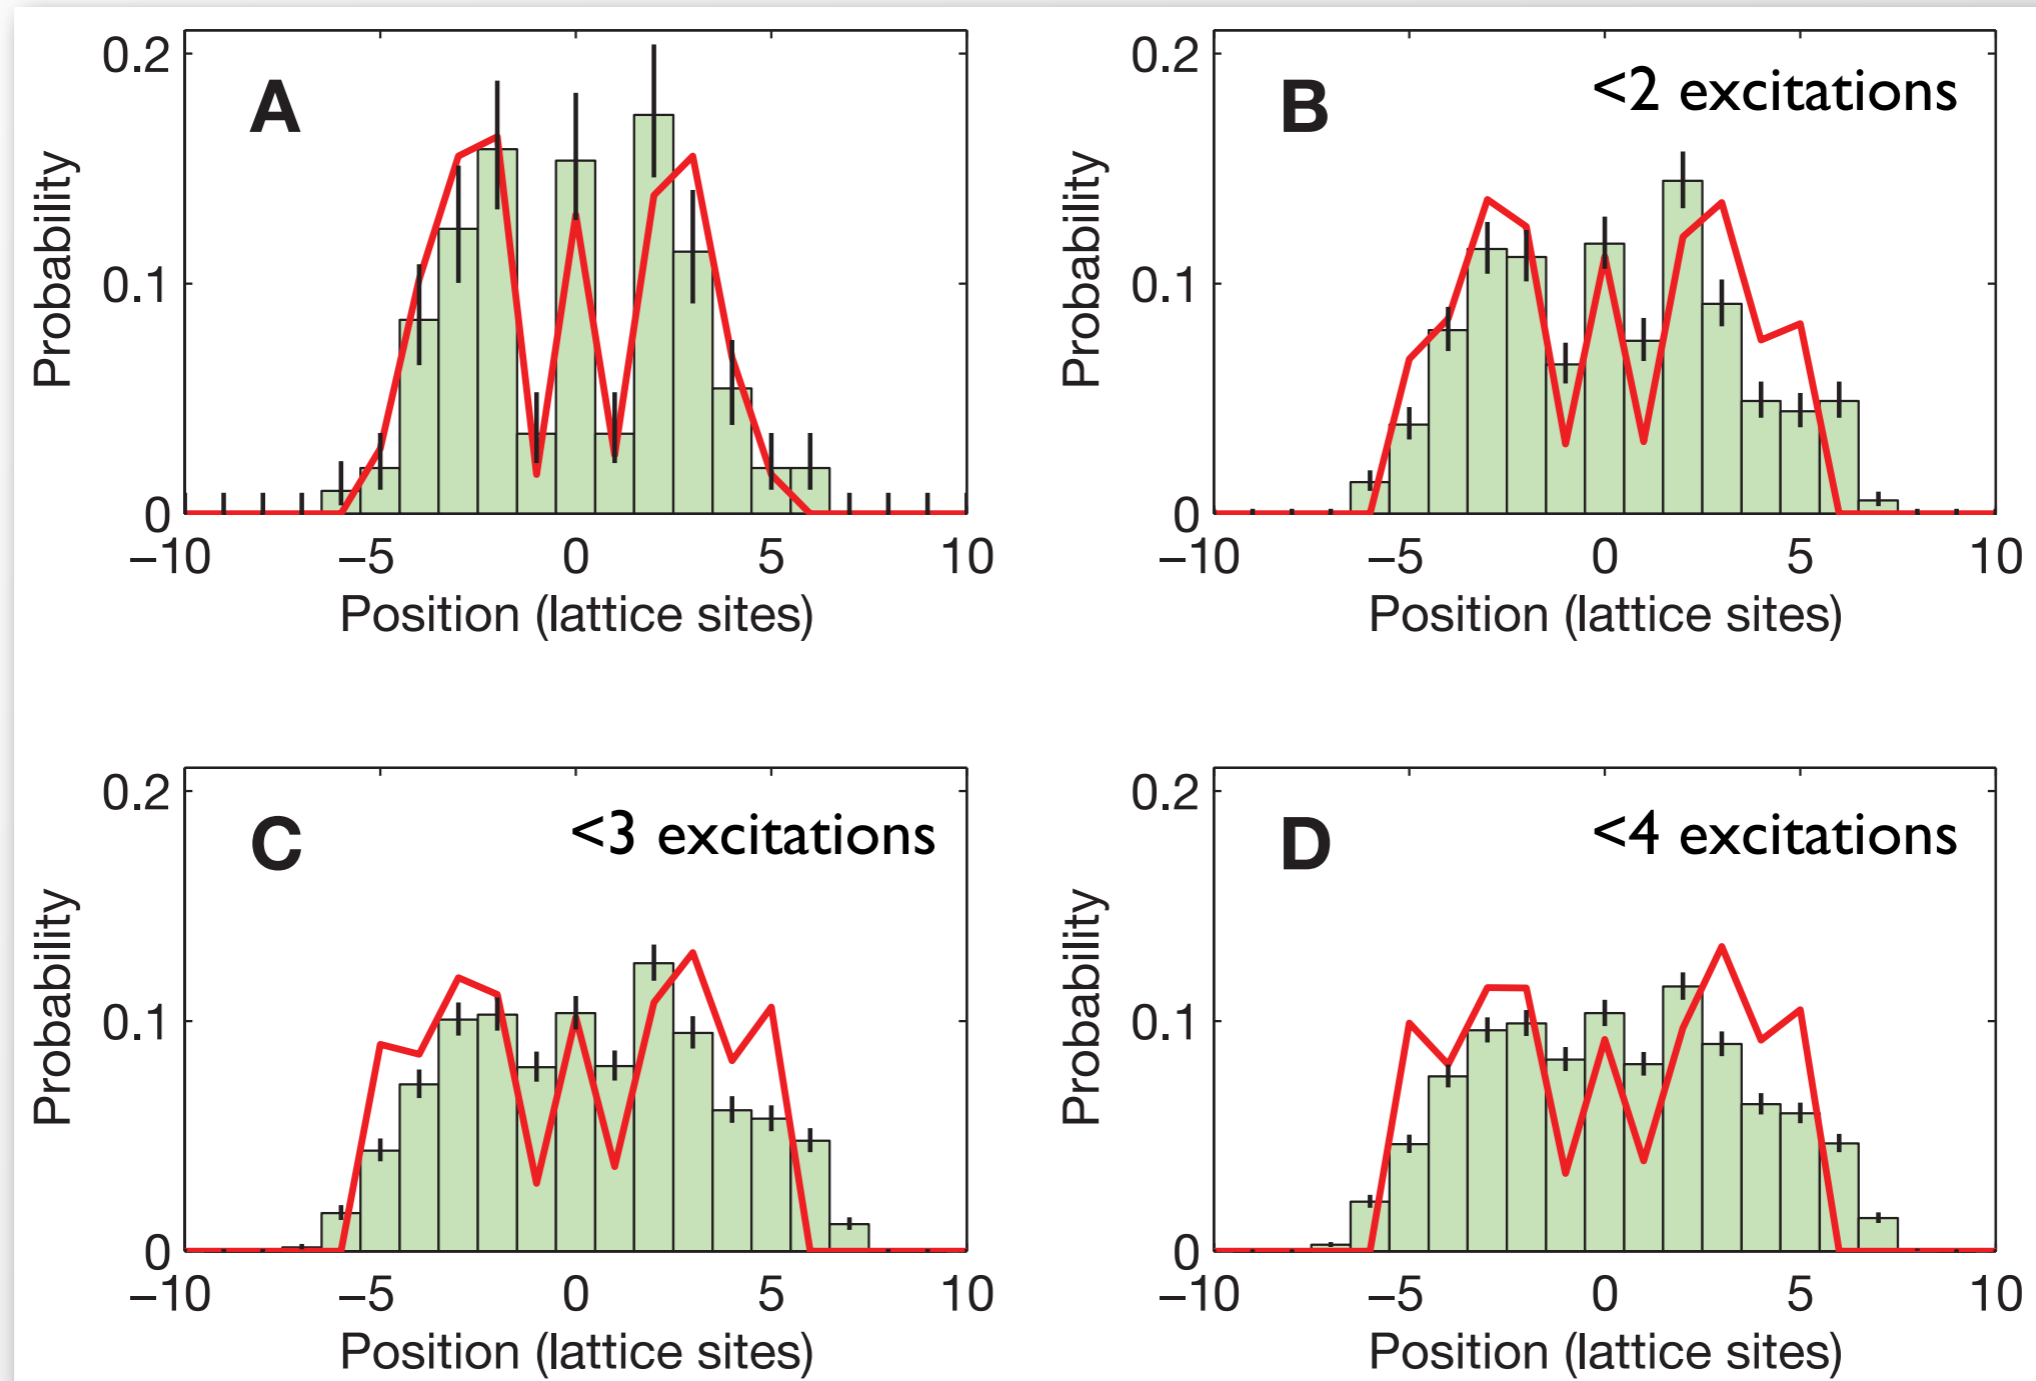 A
0.2
0.1
0
Probability
−10 −5 0 5 10
Position (lattice sites)
B
<2 excitations
0.2
0.1
0
Probability
−10 −5 0 5 10
Position (lattice sites)
C
<3 excitations
0.2
0.1
0
Probability
−10 −5 0 5 10
Position (lattice sites)
D
<4 excitations
0.2
0.1
0
Probability
−10 −5 0 5 10
Position (lattice sites)